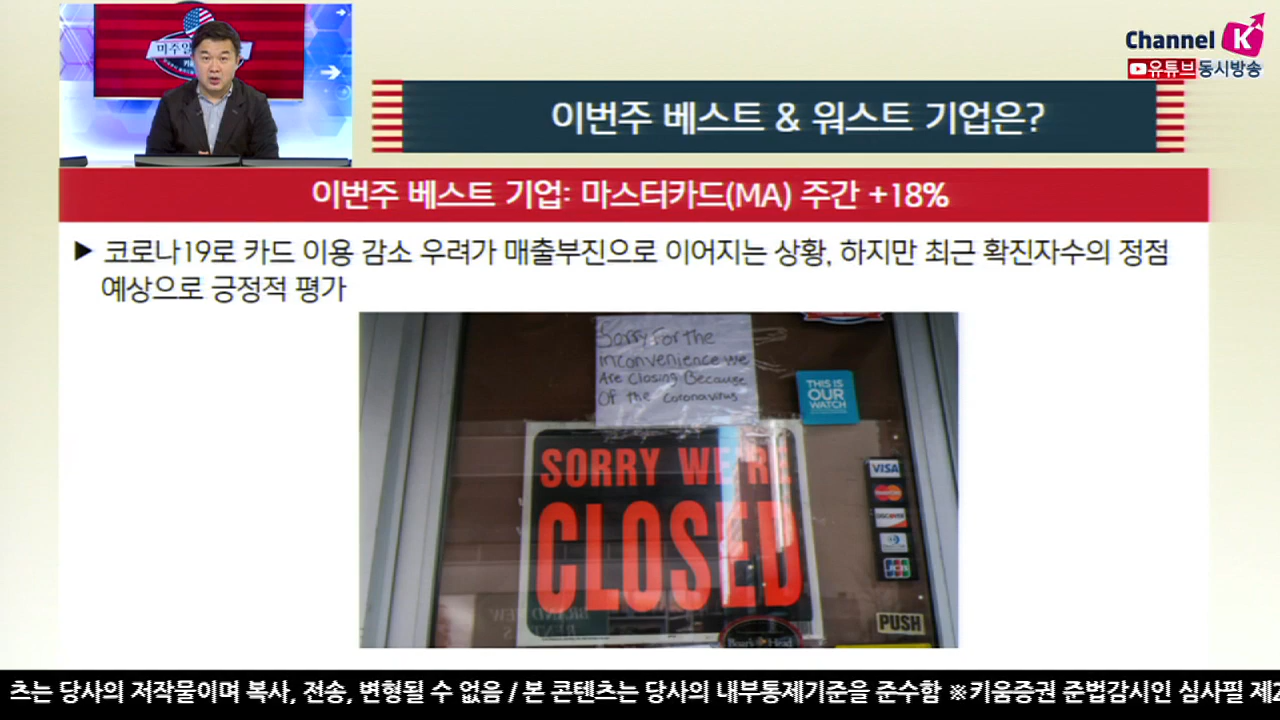 미주알
Channel K
유튜브 동시방송
이번주 베스트 & 워스트 기업은?
이번주 베스트 기업: 마스터카드(MA) 주간 +18%
▶ 코로나19로 카드 이용 감소 우려가 매출부진으로 이어지는 상황, 하지만 최근 확진자수의 정점
예상으로 긍정적 평가
Sorry For the
inconvenience we
Are Closing Because
Of the coronavirus
THIS IS
OUR
WATCH
SORRY WE'RE
CLOSED
VISA
MasterCard
DISCOVER
JCB
PUSH
Boar's Head
츠는 당사의 저작물이며 복사, 전송, 변형될 수 없음 / 본 콘텐츠는 당사의 내부통제기준을 준수함 ※키움증권 준법감시인 심사필 제2